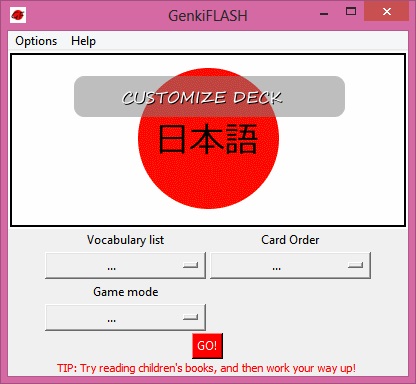 GenkiFLASH
Options Help
CUSTOMIZE DECK
日本語
Vocabulary list Card Order
... ...
Game mode
...
GO!
TIP: Try reading children's books, and then work your way up!